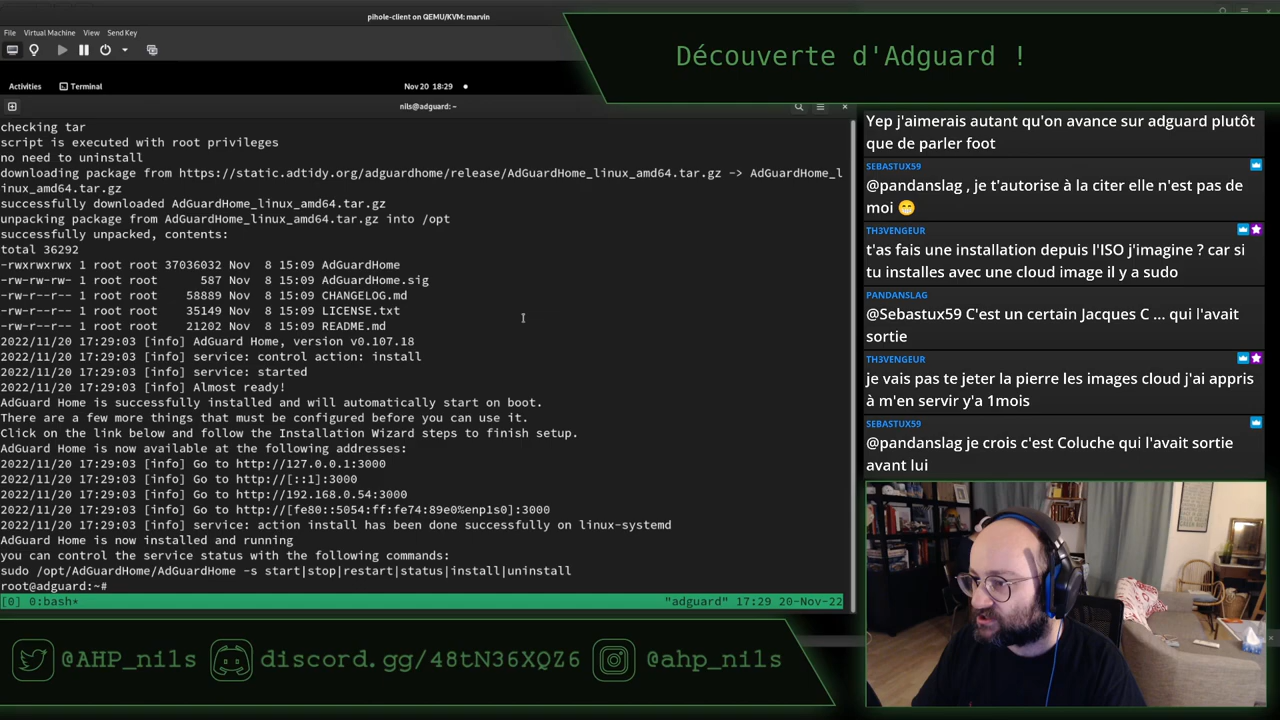 pihole-client on QEMU/KVM: marvin
File Virtual Machine View Send Key
Découverte d'Adguard !
Activities Terminal
Nov 20 18:29
nils@adguard: ~
checking tar
script is executed with root privileges
no need to uninstall
downloading package from https://static.adtidy.org/adguardhome/release/AdGuardHome_linux_amd64.tar.gz -> AdGuardHome_l
inux_amd64.tar.gz
successfully downloaded AdGuardHome_linux_amd64.tar.gz
unpacking package from AdGuardHome_linux_amd64.tar.gz into /opt
successfully unpacked, contents:
total 36292
-rwxrwxrwx 1 root root 37036032 Nov  8 15:09 AdGuardHome
-rw-rw-rw- 1 root root      587 Nov  8 15:09 AdGuardHome.sig
-rw-r--r-- 1 root root    58889 Nov  8 15:09 CHANGELOG.md
-rw-r--r-- 1 root root    35149 Nov  8 15:09 LICENSE.txt
-rw-r--r-- 1 root root    21202 Nov  8 15:09 README.md
2022/11/20 17:29:03 [info] AdGuard Home, version v0.107.18
2022/11/20 17:29:03 [info] service: control action: install
2022/11/20 17:29:03 [info] service: started
2022/11/20 17:29:03 [info] Almost ready!
AdGuard Home is successfully installed and will automatically start on boot.
There are a few more things that must be configured before you can use it.
Click on the link below and follow the Installation Wizard steps to finish setup.
AdGuard Home is now available at the following addresses:
2022/11/20 17:29:03 [info] Go to http://127.0.0.1:3000
2022/11/20 17:29:03 [info] Go to http://[::1]:3000
2022/11/20 17:29:03 [info] Go to http://192.168.0.54:3000
2022/11/20 17:29:03 [info] Go to http://[fe80::5054:ff:fe74:89e0%enp1s0]:3000
2022/11/20 17:29:03 [info] service: action install has been done successfully on linux-systemd
AdGuard Home is now installed and running
you can control the service status with the following commands:
sudo /opt/AdGuardHome/AdGuardHome -s start|stop|restart|status|install|uninstall
root@adguard:~#
[0] 0:bash* "adguard" 17:29 20-Nov-22
Yep j'aimerais autant qu'on avance sur adguard plutôt
que de parler foot
SEBASTUX59
@pandanslag , je t'autorise à la citer elle n'est pas de
moi 😁
TH3VENGEUR
t'as fais une installation depuis l'ISO j'imagine ? car si
tu installes avec une cloud image il y a sudo
PANDANSLAG
@Sebastux59 C'est un certain Jacques C ... qui l'avait
sortie
TH3VENGEUR
je vais pas te jeter la pierre les images cloud j'ai appris
à m'en servir y'a 1mois
SEBASTUX59
@pandanslag je crois c'est Coluche qui l'avait sortie
avant lui
@AHP_nils discord.gg/48tN36XQZ6 @ahp_nils